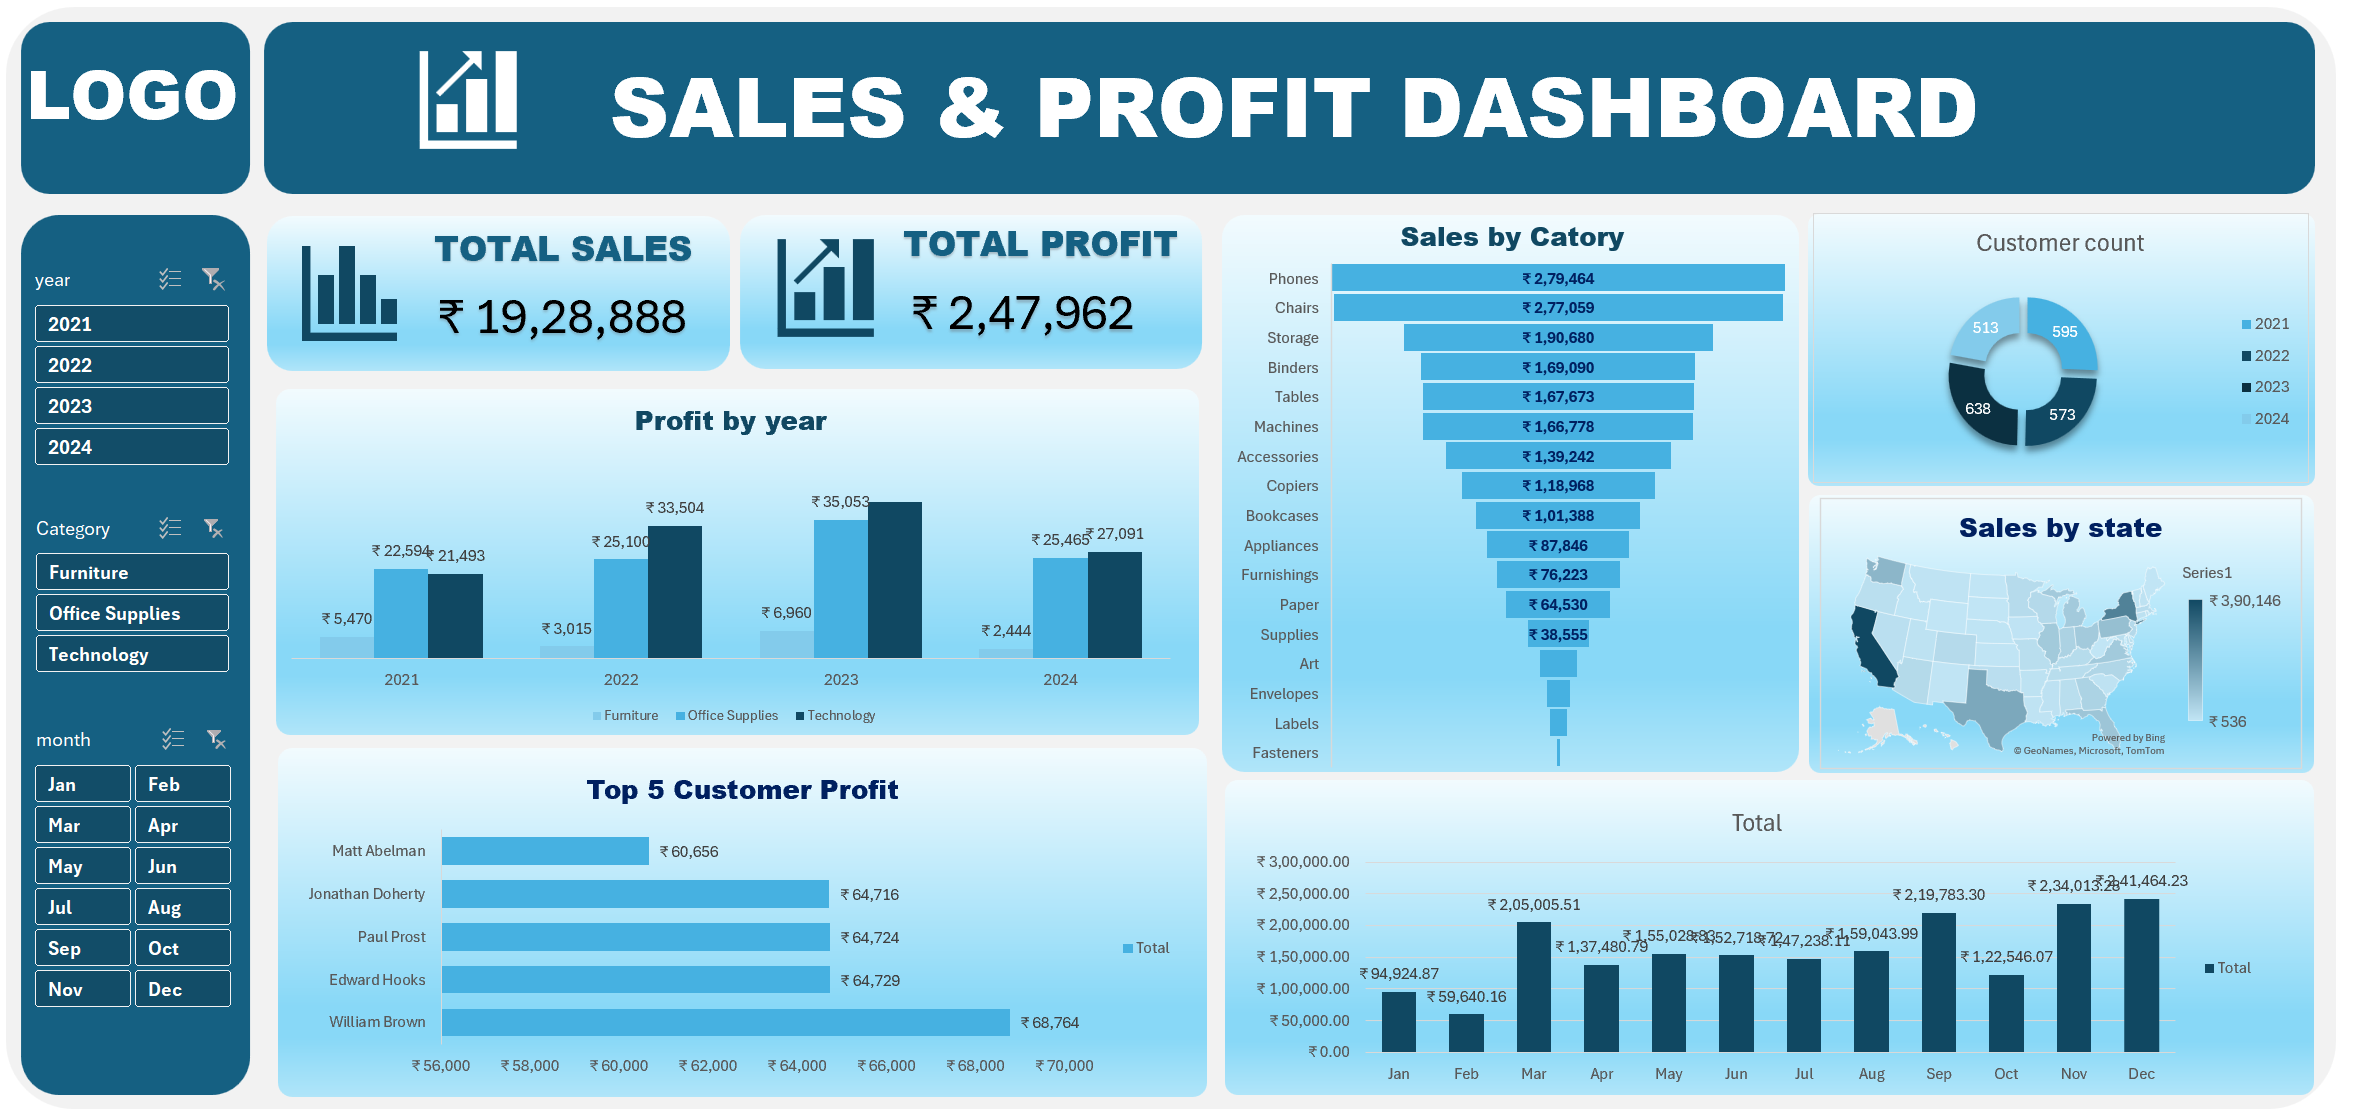 LOGO
SALES & PROFIT DASHBOARD
year
2021
2022
2023
2024
Category
Furniture
Office Supplies
Technology
month
Jan
Feb
Mar
Apr
May
Jun
Jul
Aug
Sep
Oct
Nov
Dec
TOTAL SALES
₹ 19,28,888
TOTAL PROFIT
₹ 2,47,962
Profit by year
₹ 5,470
₹ 22,594
₹ 21,493
₹ 3,015
₹ 25,100
₹ 33,504
₹ 6,960
₹ 35,053
₹ 2,444
₹ 25,465
₹ 27,091
2021
2022
2023
2024
Furniture
Office Supplies
Technology
Top 5 Customer Profit
Matt Abelman ₹ 60,656
Jonathan Doherty ₹ 64,716
Paul Prost ₹ 64,724
Edward Hooks ₹ 64,729
William Brown ₹ 68,764
₹ 56,000 ₹ 58,000 ₹ 60,000 ₹ 62,000 ₹ 64,000 ₹ 66,000 ₹ 68,000 ₹ 70,000
Total
Sales by Catory
Phones ₹ 2,79,464
Chairs ₹ 2,77,059
Storage ₹ 1,90,680
Binders ₹ 1,69,090
Tables ₹ 1,67,673
Machines ₹ 1,66,778
Accessories ₹ 1,39,242
Copiers ₹ 1,18,968
Bookcases ₹ 1,01,388
Appliances ₹ 87,846
Furnishings ₹ 76,223
Paper ₹ 64,530
Supplies ₹ 38,555
Art
Envelopes
Labels
Fasteners
Customer count
513
595
638
573
2021
2022
2023
2024
Sales by state
Series1
₹ 3,90,146
₹ 536
Powered by Bing
© GeoNames, Microsoft, TomTom
Total
₹ 3,00,000.00
₹ 2,50,000.00
₹ 2,00,000.00
₹ 1,50,000.00
₹ 1,00,000.00
₹ 50,000.00
₹ 0.00
₹ 94,924.87
₹ 59,640.16
₹ 2,05,005.51
₹ 1,37,480.79
₹ 1,55,028.83
₹ 1,52,718.72
₹ 1,47,238.11
₹ 1,59,043.99
₹ 2,19,783.30
₹ 1,22,546.07
₹ 2,41,464.23
Jan Feb Mar Apr May Jun Jul Aug Sep Oct Nov Dec
Total